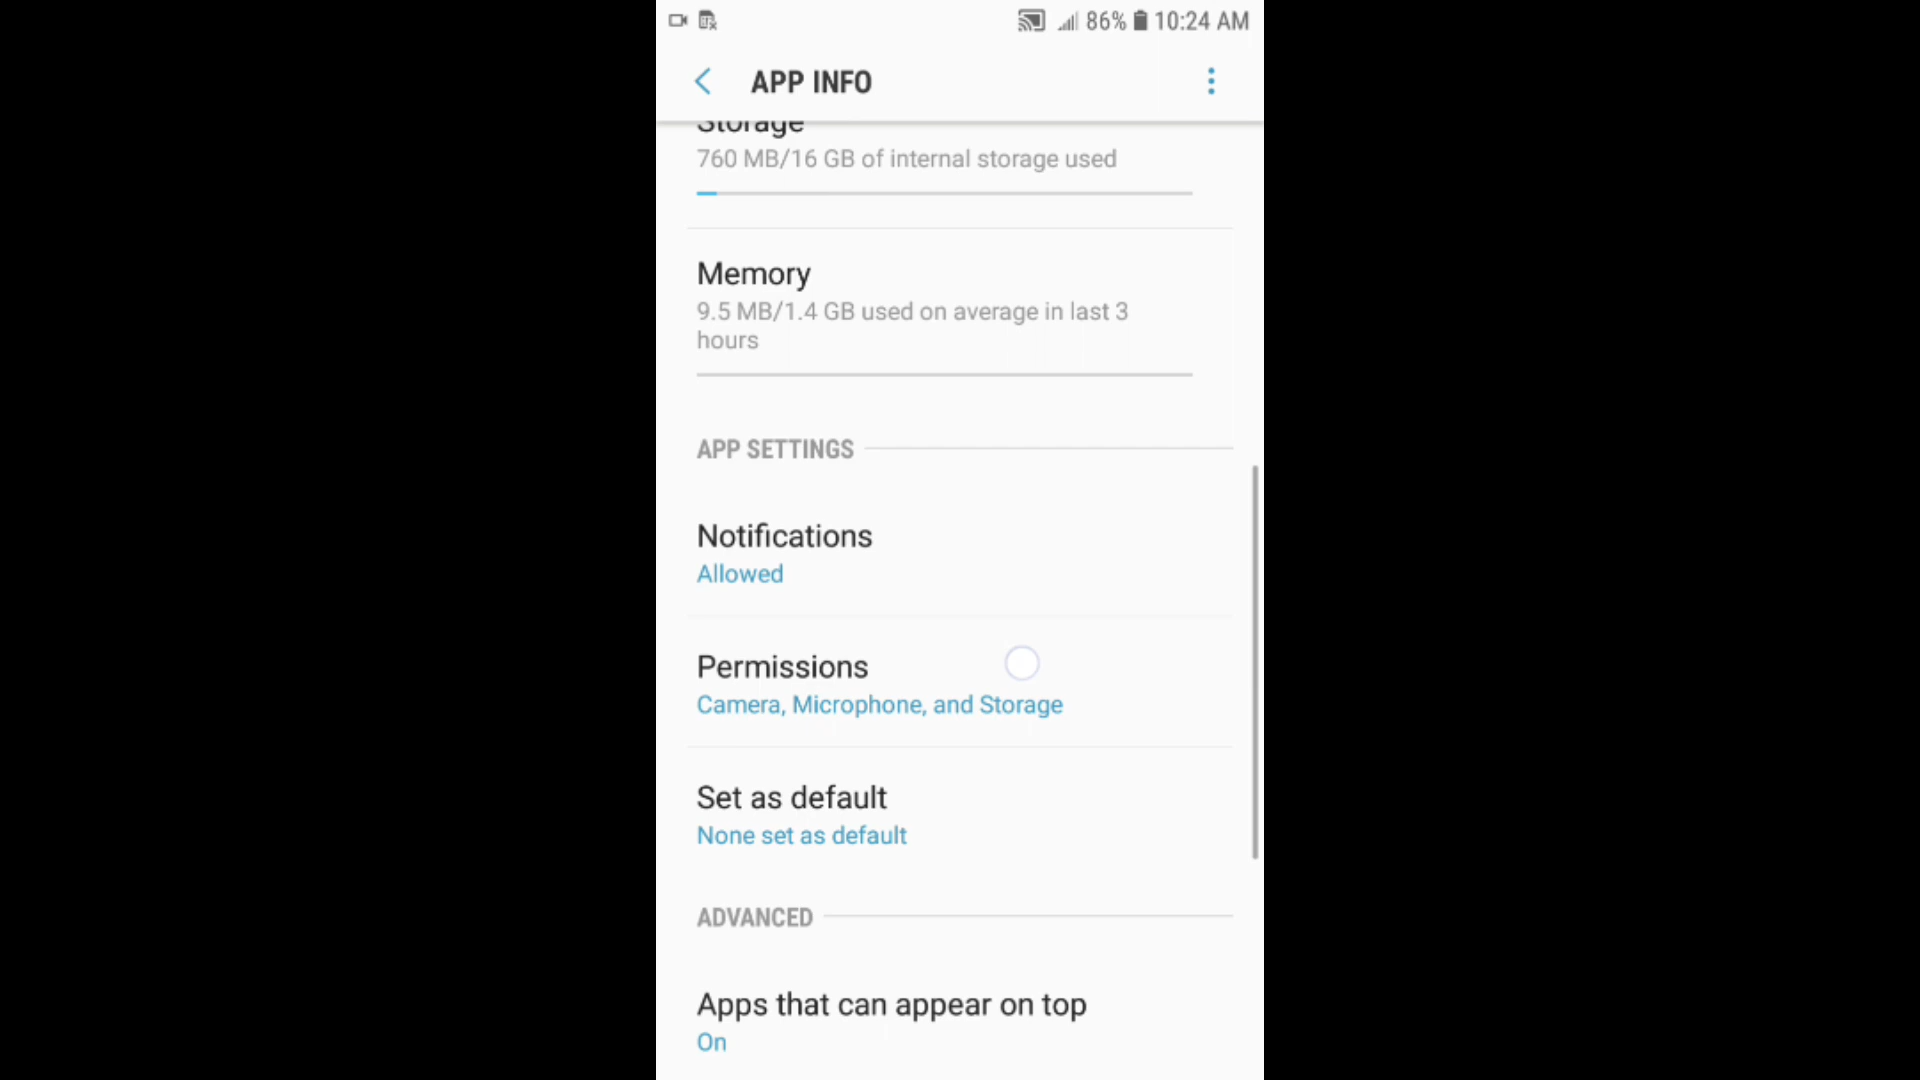 86% 10:24 AM
APP INFO
Storage
760 MB/16 GB of internal storage used
Memory
9.5 MB/1.4 GB used on average in last 3
hours
APP SETTINGS
Notifications
Allowed
Permissions
Camera, Microphone, and Storage
Set as default
None set as default
ADVANCED
Apps that can appear on top
On